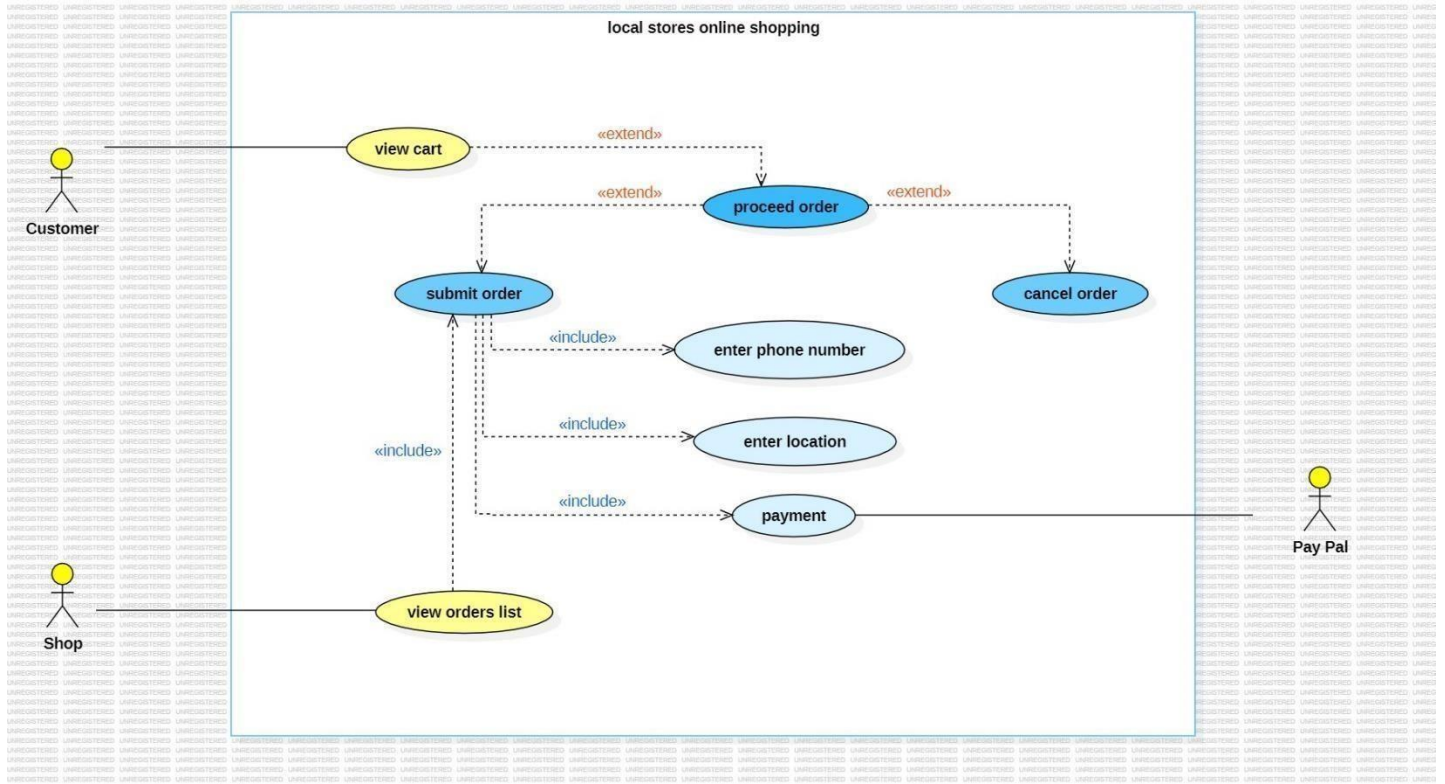 local stores online shopping
view cart
«extend»
Customer
«extend»
proceed order
«extend»
submit order
cancel order
«include»
enter phone number
«include»
enter location
«include»
«include»
payment
Pay Pal
view orders list
Shop
UNREGISTERED